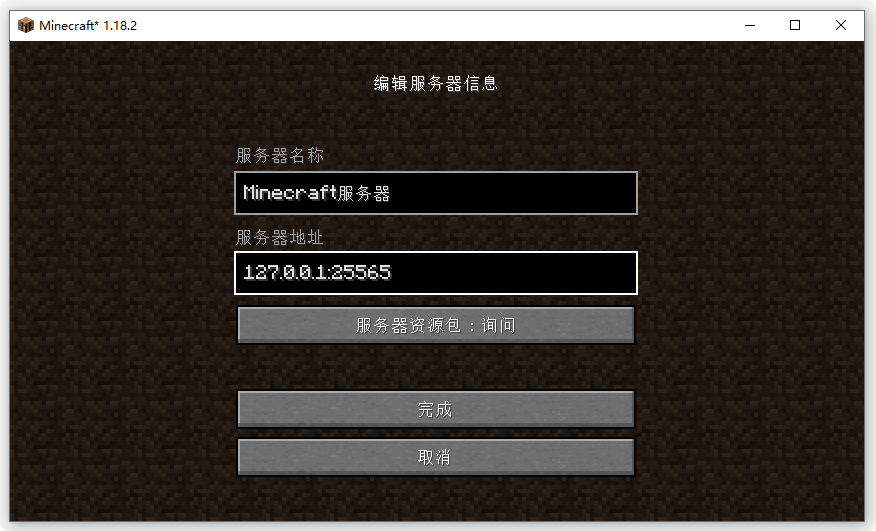 Minecraft* 1.18.2
编辑服务器信息
服务器名称
Minecraft服务器
服务器地址
127.0.0.1:25565
服务器资源包：询问
完成
取消